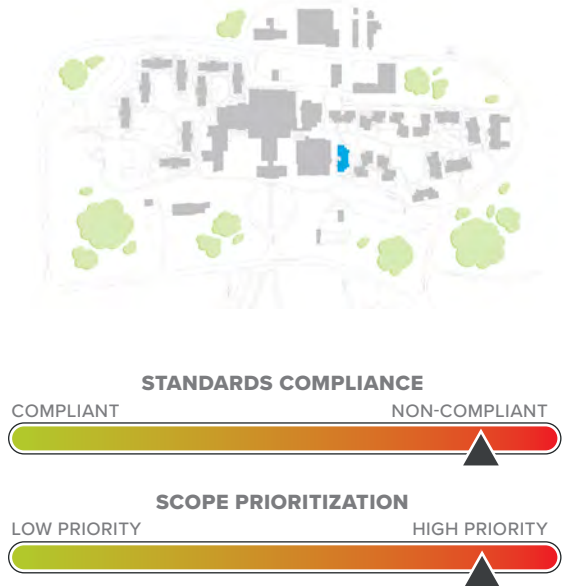 STANDARDS COMPLIANCE
COMPLIANT NON-COMPLIANT
SCOPE PRIORITIZATION
LOW PRIORITY HIGH PRIORITY